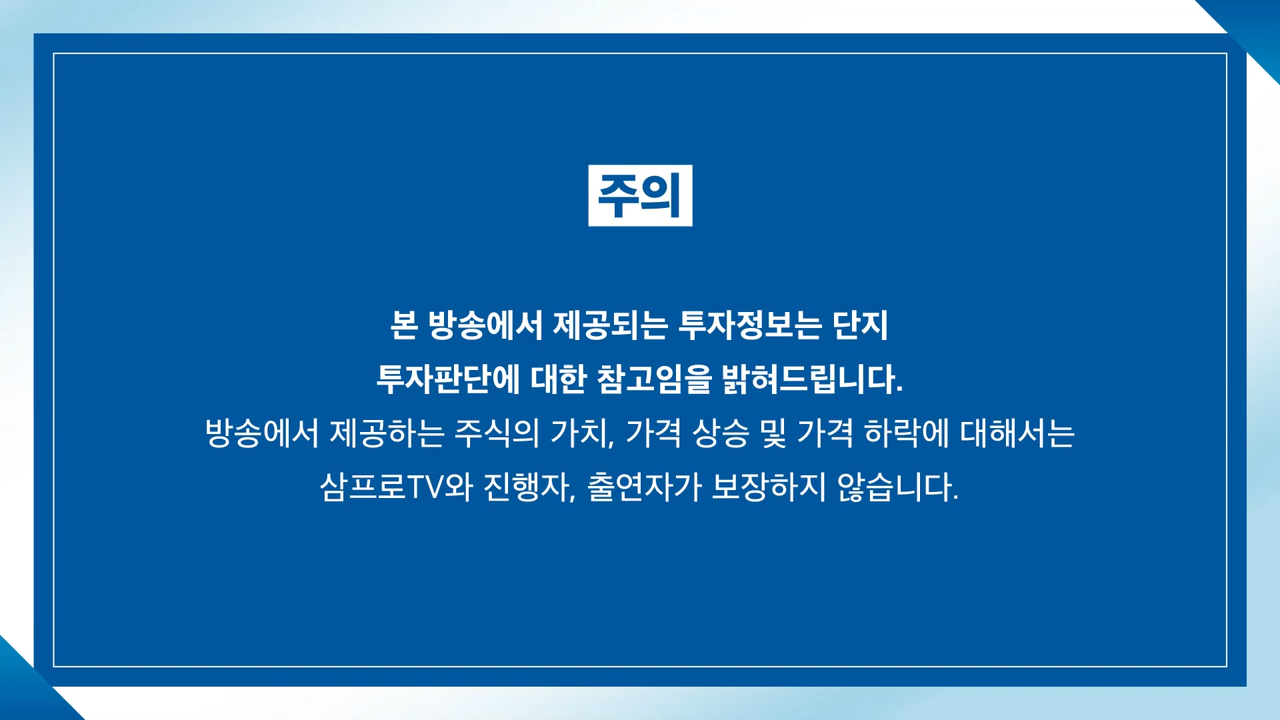 주의
본 방송에서 제공되는 투자정보는 단지
투자판단에 대한 참고임을 밝혀드립니다.
방송에서 제공하는 주식의 가치, 가격 상승 및 가격 하락에 대해서는
삼프로TV와 진행자, 출연자가 보장하지 않습니다.